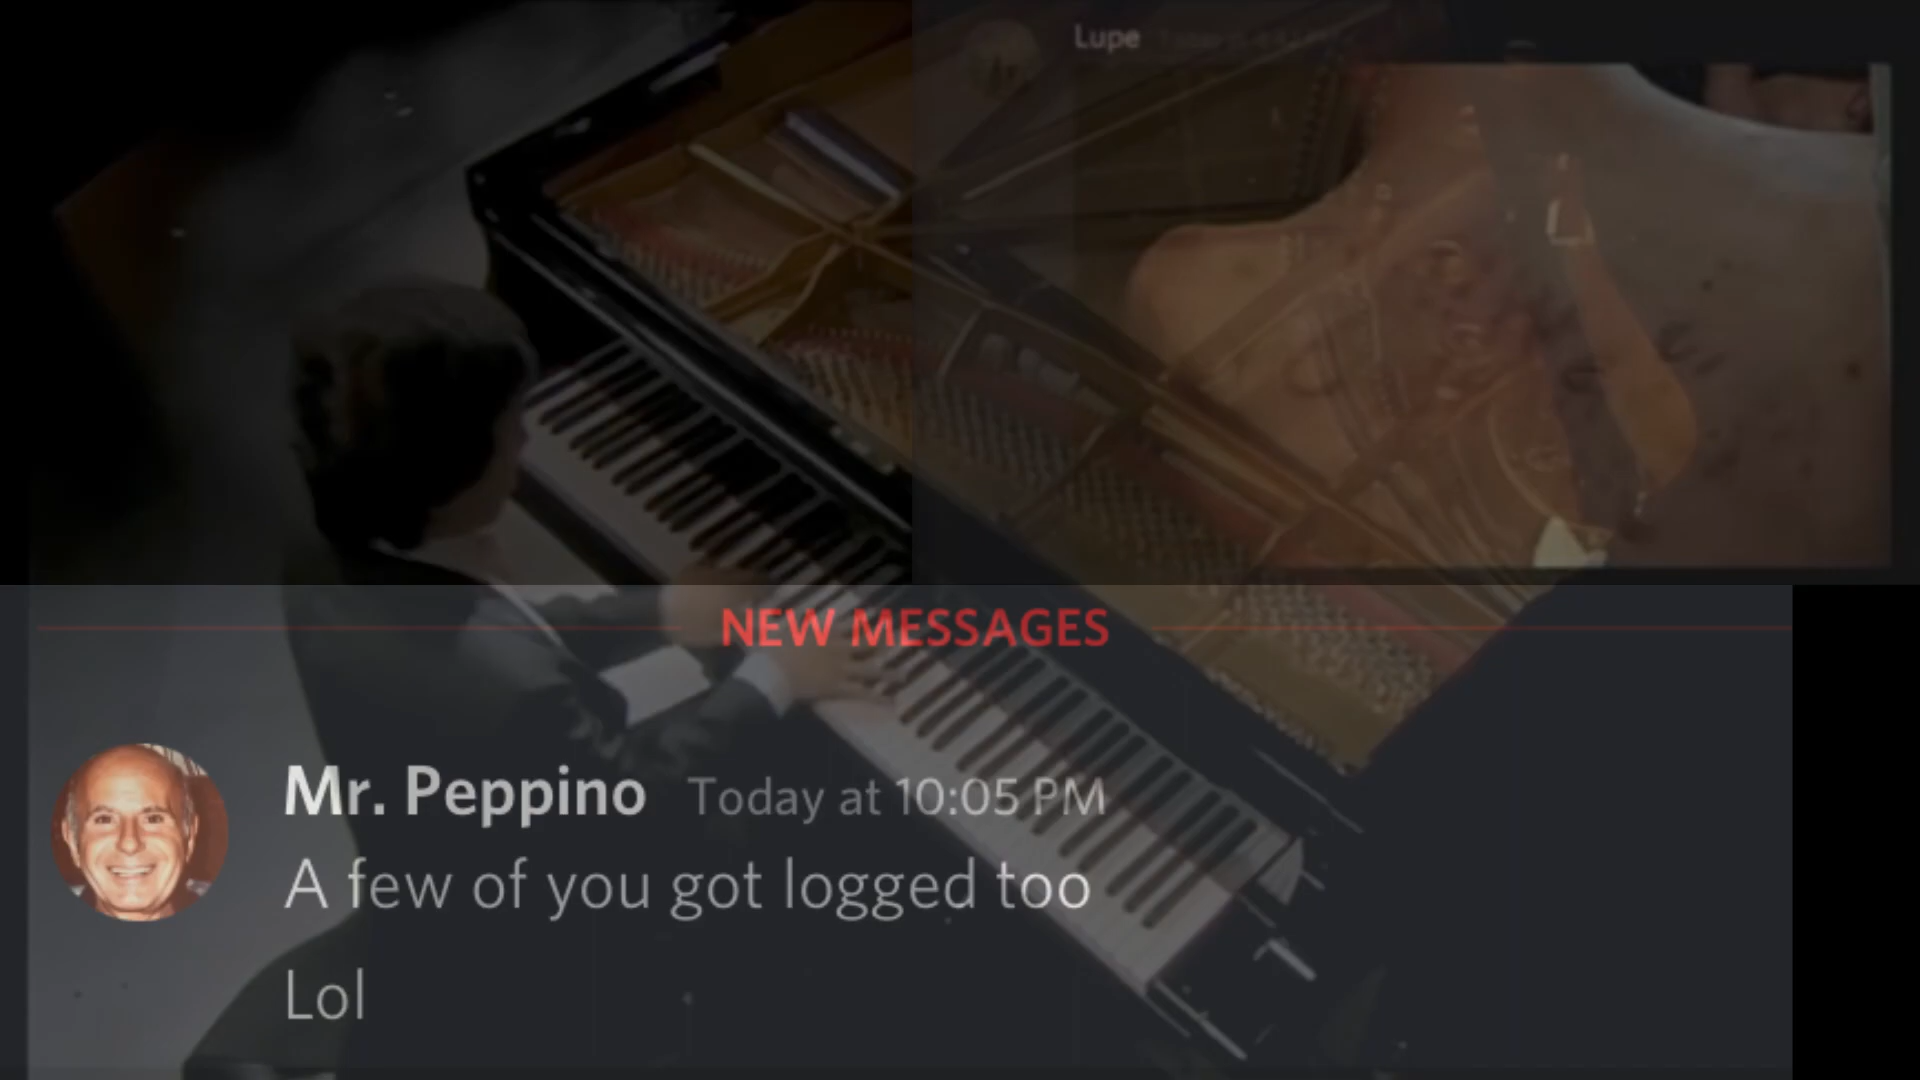 Lupe
NEW MESSAGES
Mr. Peppino Today at 10:05 PM
A few of you got logged too
Lol